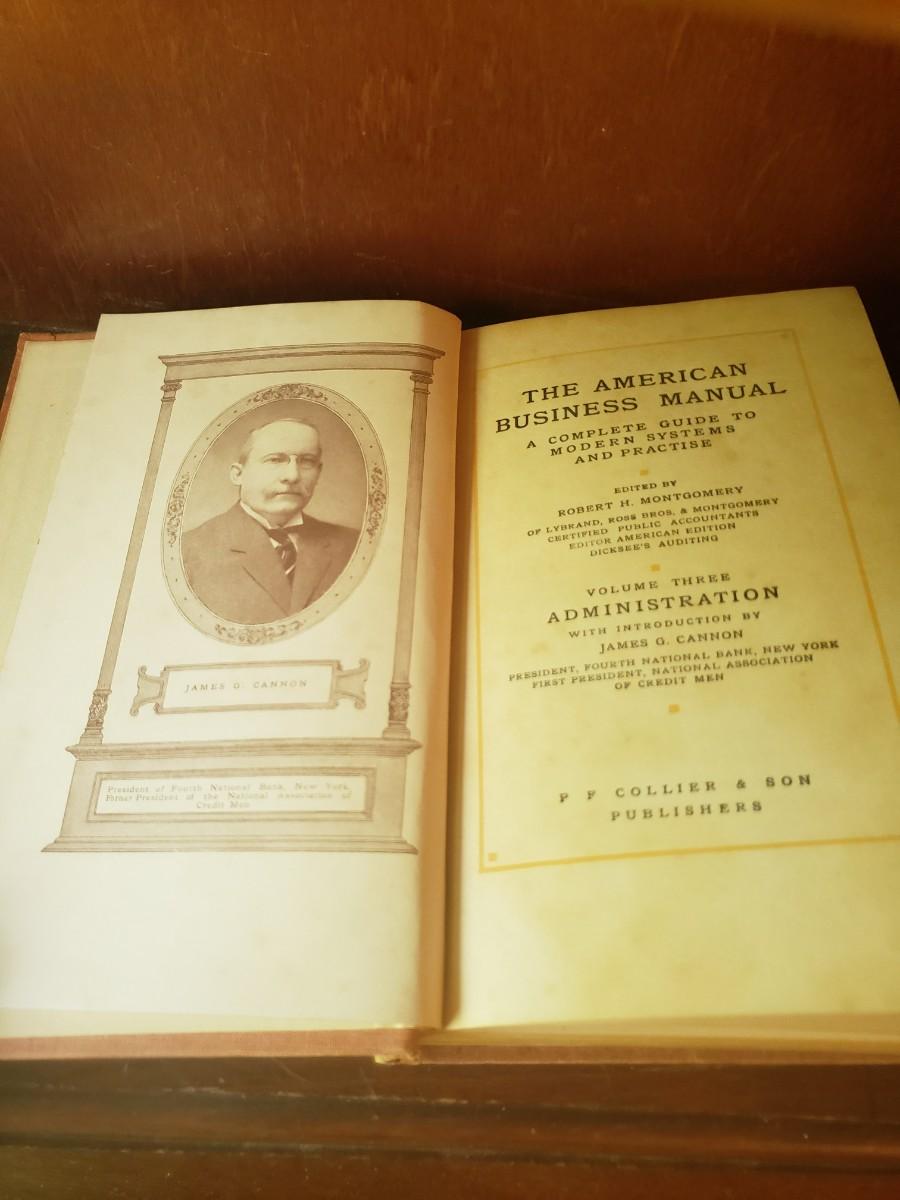 JAMES G. CANNON
President of Fourth National Bank, New York,
Former President of the National Association of
Credit Men
THE AMERICAN
BUSINESS MANUAL
A COMPLETE GUIDE TO
MODERN SYSTEMS
AND PRACTISE
EDITED BY
ROBERT H. MONTGOMERY
OF LYBRAND, ROSS BROS. & MONTGOMERY
CERTIFIED PUBLIC ACCOUNTANTS
EDITOR AMERICAN EDITION
DICKSEE'S AUDITING
VOLUME THREE
ADMINISTRATION
WITH INTRODUCTION BY
JAMES G. CANNON
PRESIDENT, FOURTH NATIONAL BANK, NEW YORK
FIRST PRESIDENT, NATIONAL ASSOCIATION
OF CREDIT MEN
P F COLLIER & SON
PUBLISHERS